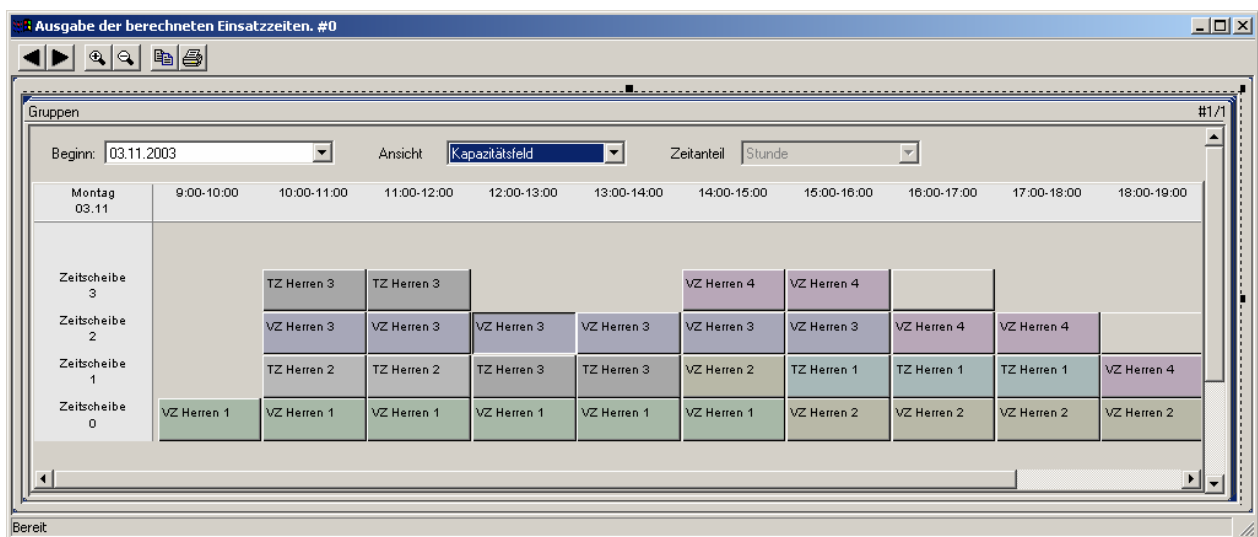 Ausgabe der berechneten Einsatzzeiten. #0
Gruppen #1/1
Beginn: 03.11.2003 Ansicht Kapazitätsfeld Zeitanteil Stunde
Montag 9:00-10:00 10:00-11:00 11:00-12:00 12:00-13:00 13:00-14:00 14:00-15:00 15:00-16:00 16:00-17:00 17:00-18:00 18:00-19:00
03.11
Zeitscheibe TZ Herren 3 TZ Herren 3 VZ Herren 4 VZ Herren 4
3
Zeitscheibe VZ Herren 3 VZ Herren 3 VZ Herren 3 VZ Herren 3 VZ Herren 3 VZ Herren 3 VZ Herren 4 VZ Herren 4
2
Zeitscheibe TZ Herren 2 TZ Herren 2 TZ Herren 3 TZ Herren 3 VZ Herren 2 TZ Herren 1 TZ Herren 1 TZ Herren 1 VZ Herren 4
1
Zeitscheibe VZ Herren 1 VZ Herren 1 VZ Herren 1 VZ Herren 1 VZ Herren 1 VZ Herren 1 VZ Herren 2 VZ Herren 2 VZ Herren 2 VZ Herren 2
0
Bereit